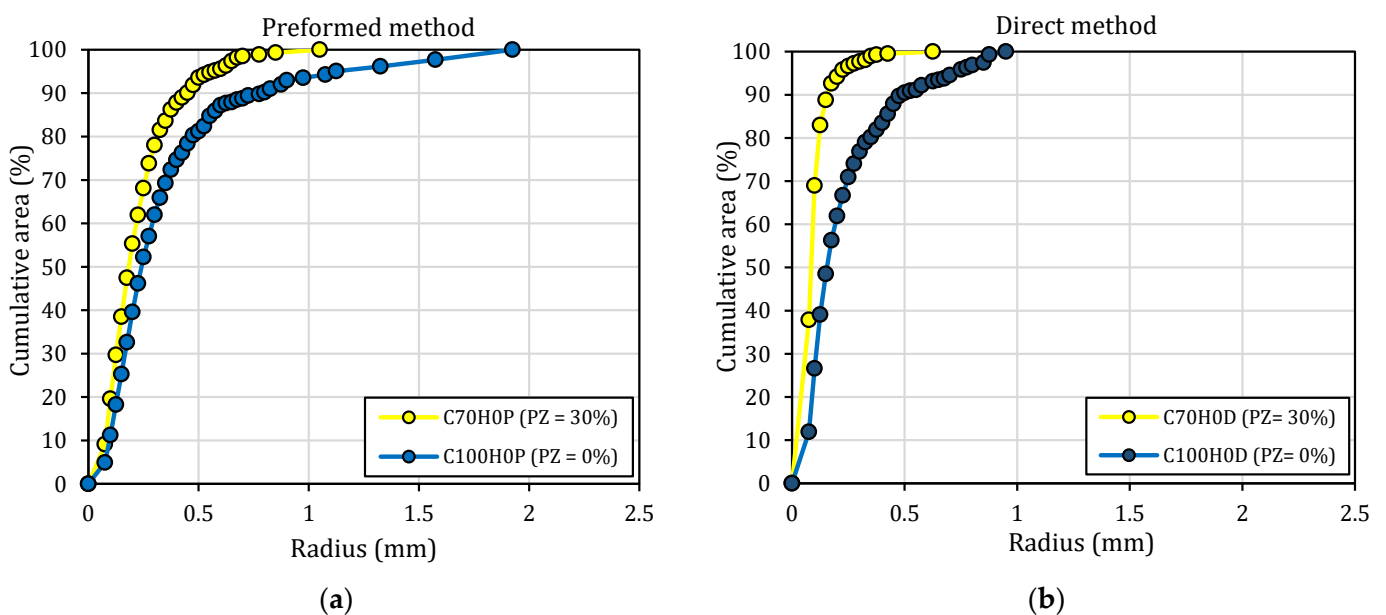 Preformed method
100
90
80
70
60
50
40
30
20
10
0
Cumulative area (%)
C70H0P (PZ = 30%)
C100H0P (PZ = 0%)
0 0.5 1 1.5 2 2.5
Radius (mm)
(a)
Direct method
100
90
80
70
60
50
40
30
20
10
0
Cumulative area (%)
C70H0D (PZ= 30%)
C100H0D (PZ= 0%)
0 0.5 1 1.5 2 2.5
Radius (mm)
(b)